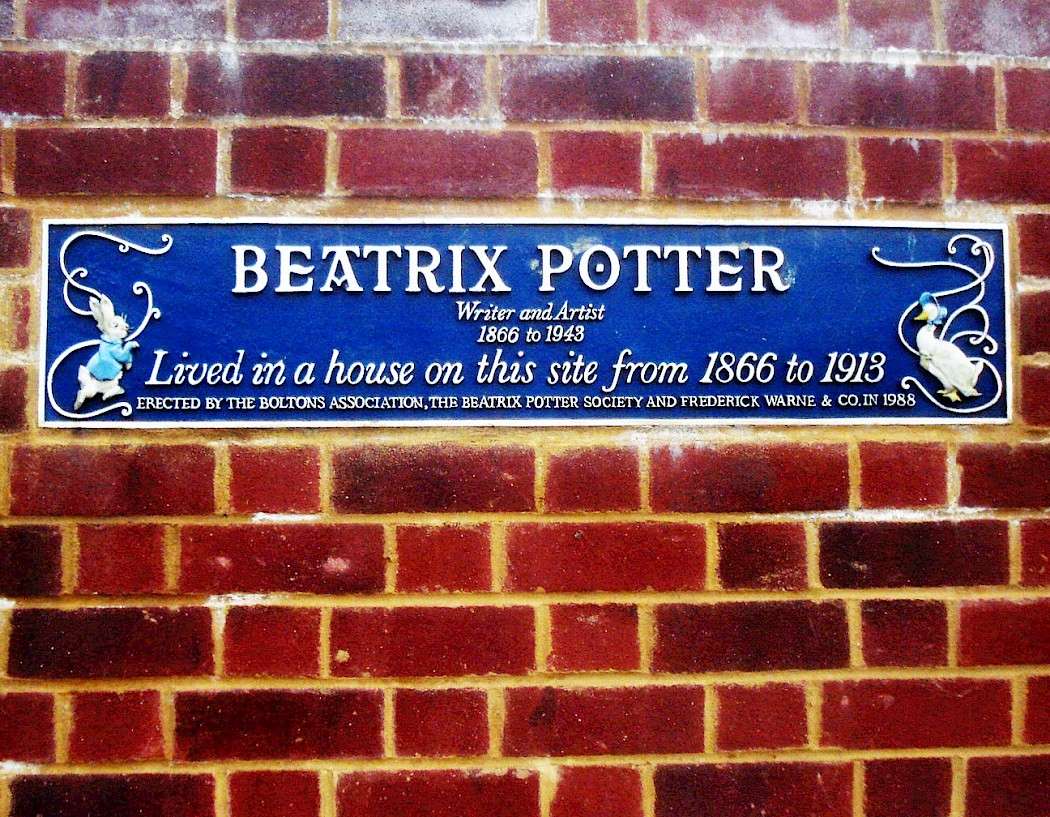 BEATRIX POTTER
Writer and Artist
1866 to 1943
Lived in a house on this site from 1866 to 1913
ERECTED BY THE BOLTONS ASSOCIATION, THE BEATRIX POTTER SOCIETY AND FREDERICK WARNE & CO. IN 1988